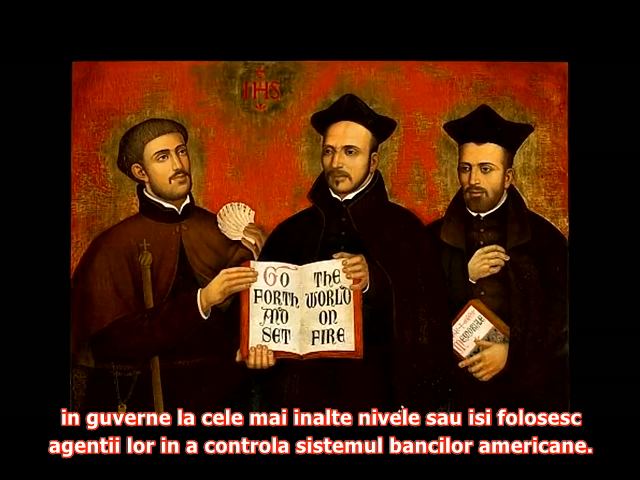 IHS
GO THE
FORTH WORLD
AND ON
SET FIRE
Memoriale
in guverne la cele mai inalte nivele sau isi folosesc
agentii lor in a controla sistemul bancilor americane.